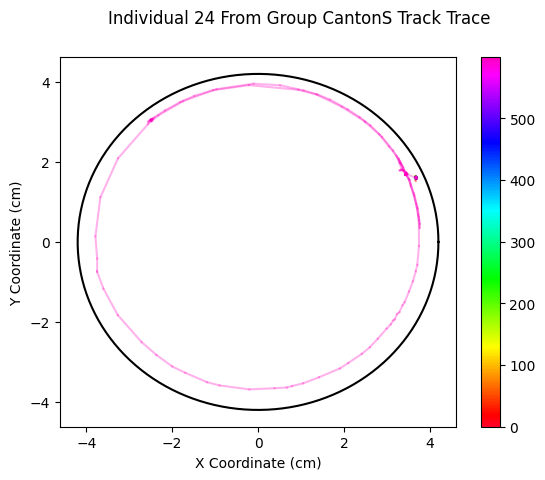 Individual 24 From Group CantonS Track Trace
4
2
0
−2
−4
Y Coordinate (cm)
−4 −2 0 2 4
X Coordinate (cm)
500
400
300
200
100
0